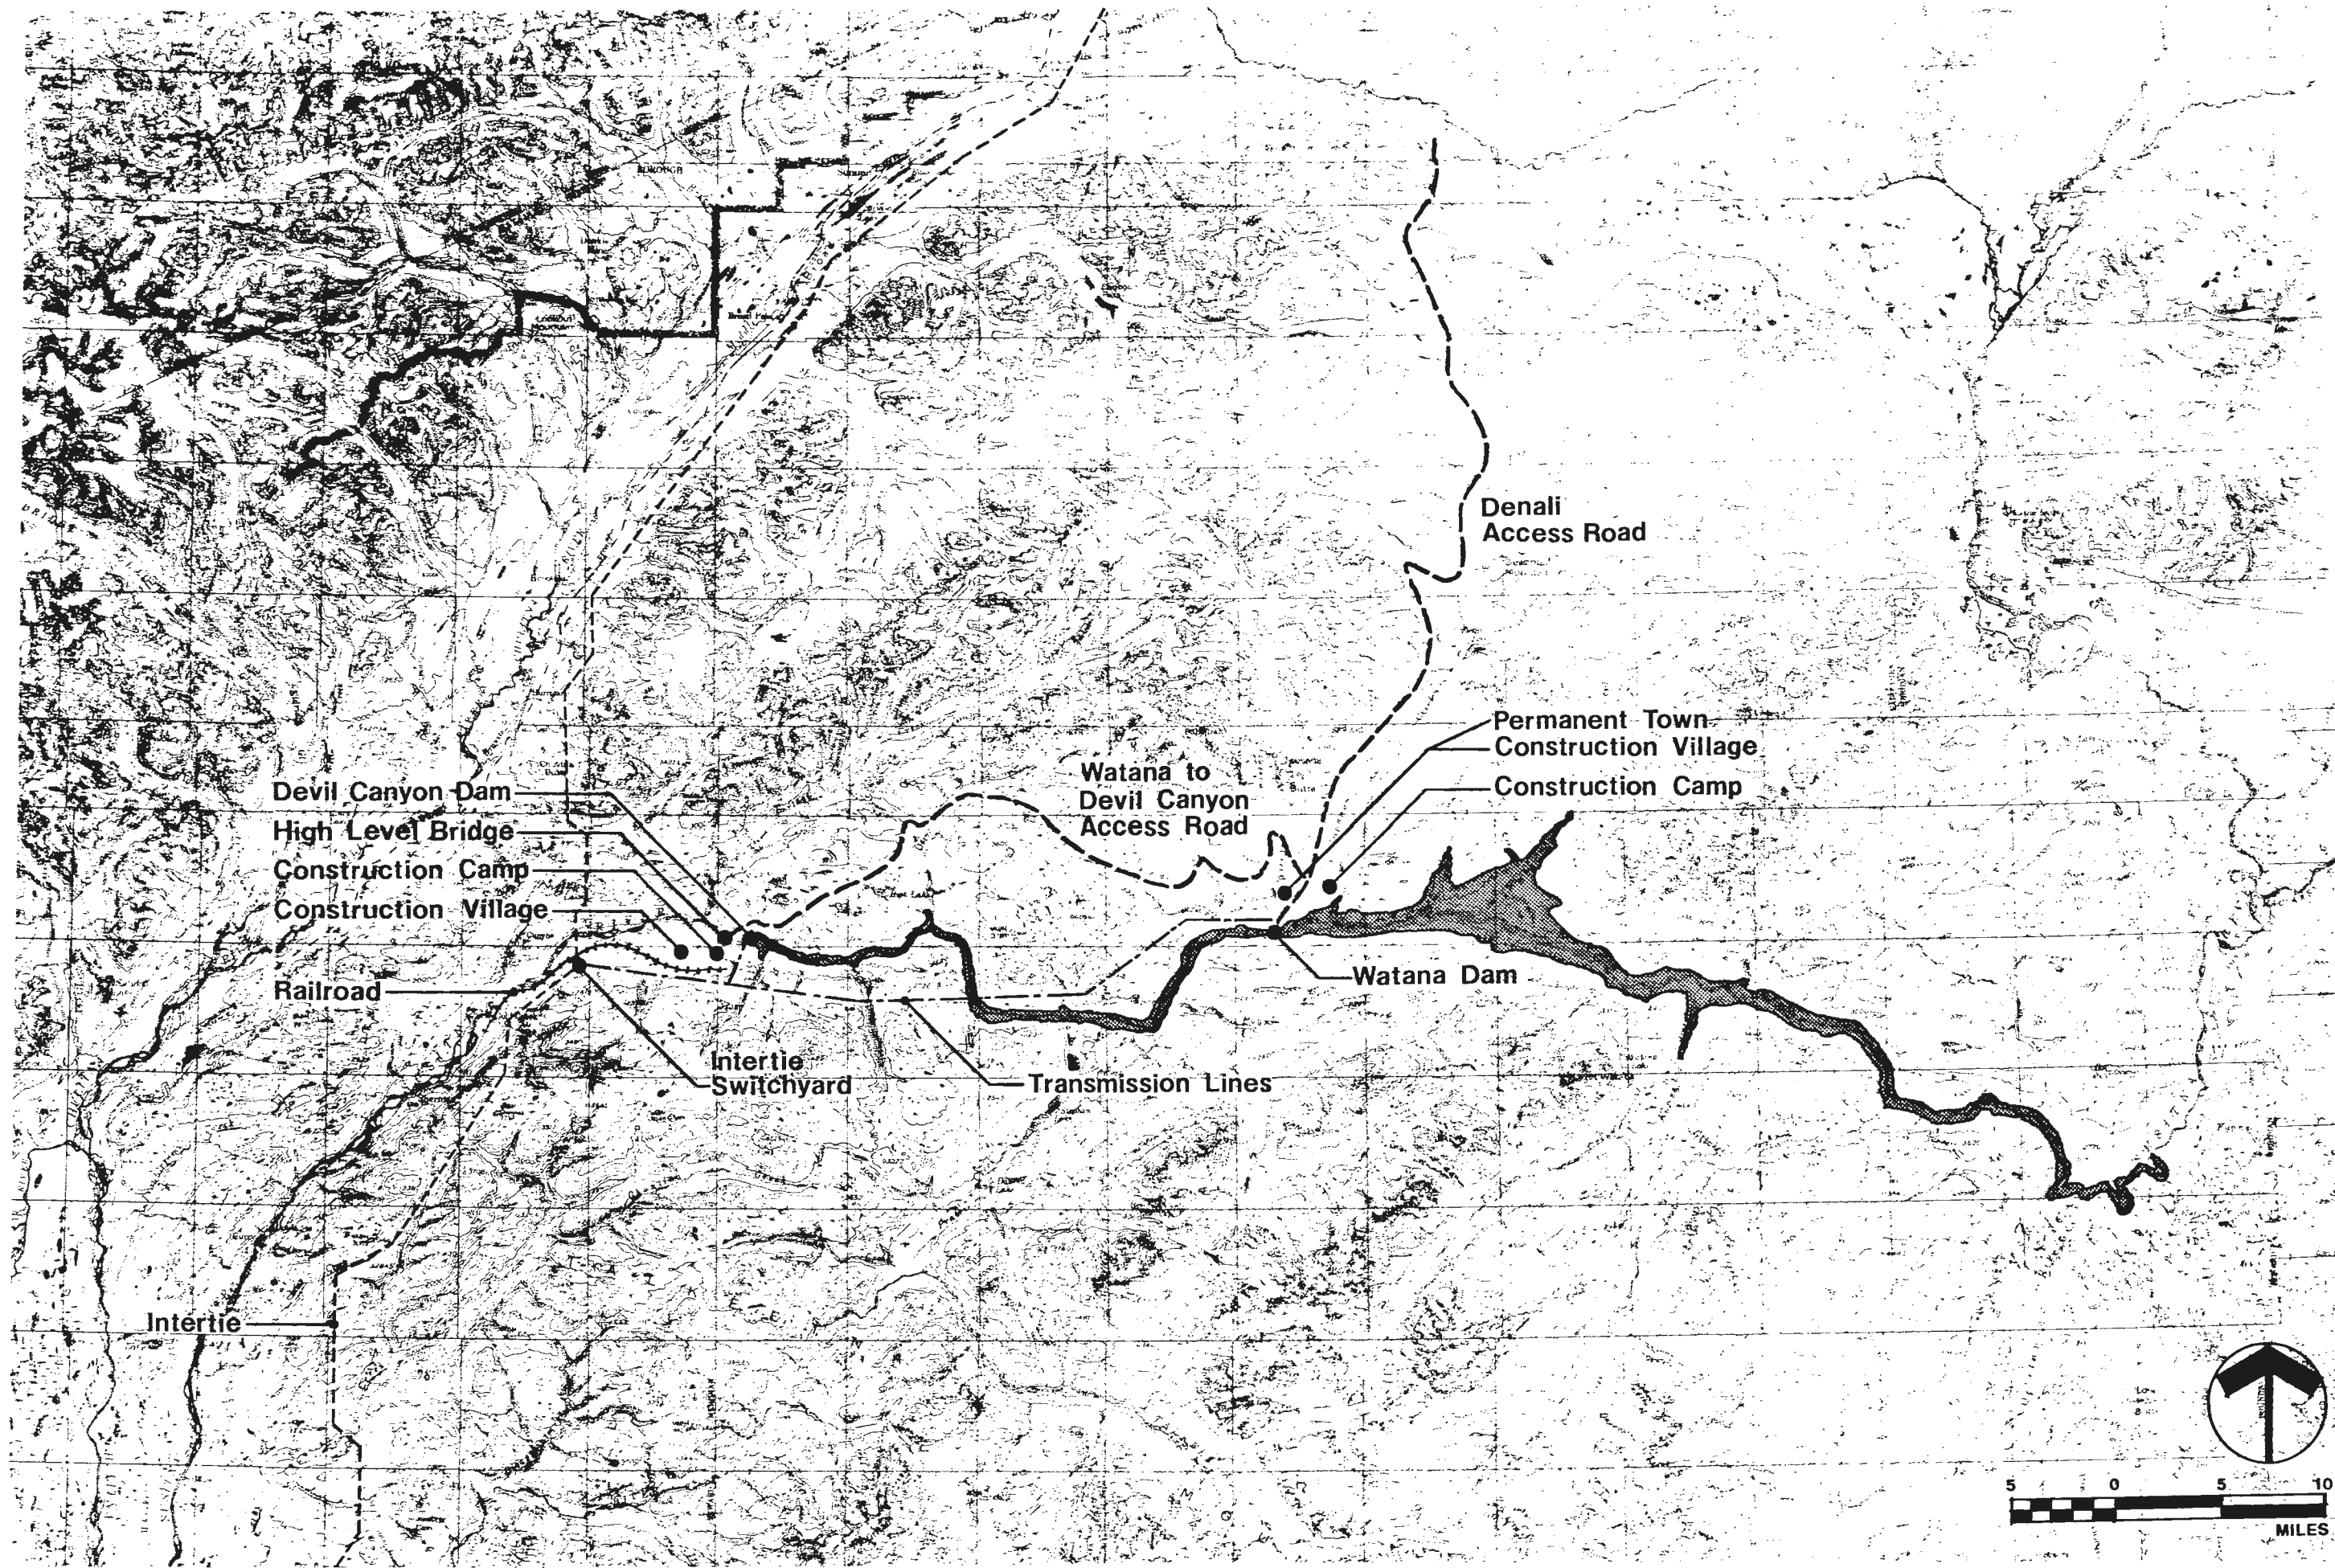 Denali
Access Road
Permanent Town
Construction Village
Construction Camp
Watana to
Devil Canyon
Access Road
Devil Canyon Dam
High Level Bridge
Construction Camp
Construction Village
Railroad
Watana Dam
Intertie
Switchyard
Transmission Lines
Intertie
5 0 5 10
MILES